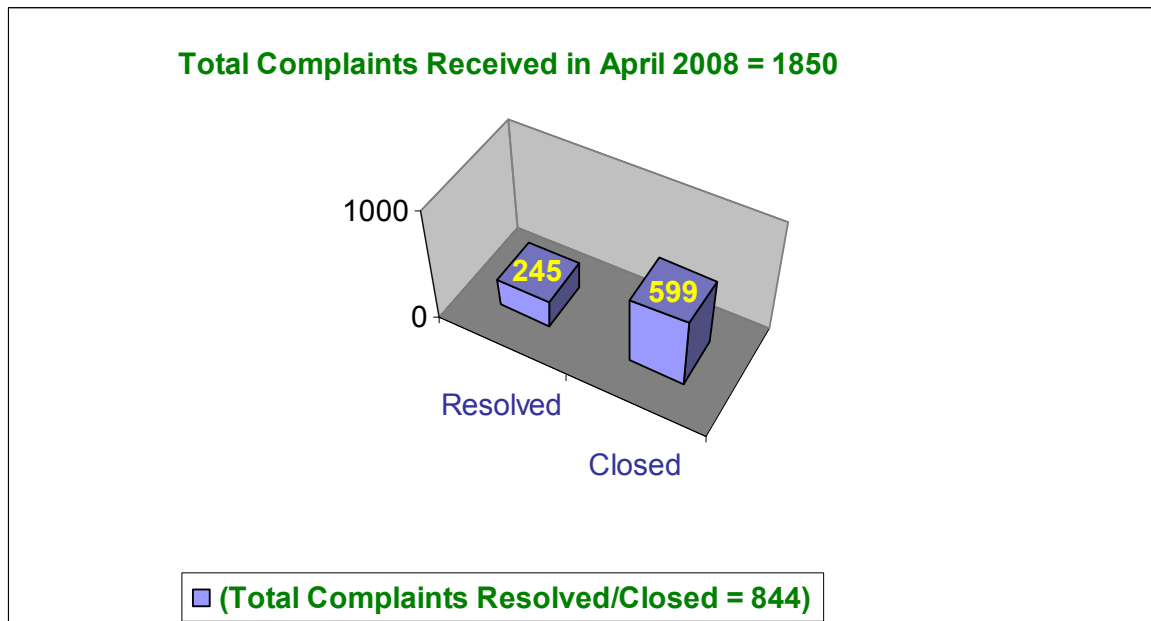 Total Complaints Received in April 2008 = 1850
1000
0
245
599
Resolved
Closed
(Total Complaints Resolved/Closed = 844)